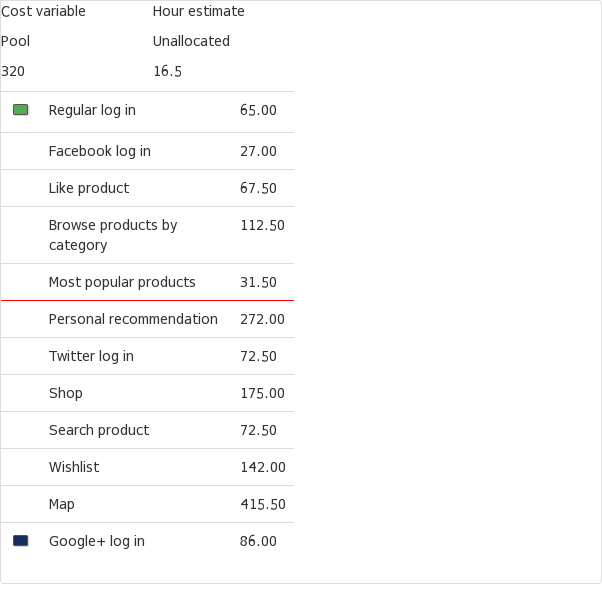 Cost variable Hour estimate
Pool Unallocated
320 16.5
Regular log in 65.00
Facebook log in 27.00
Like product 67.50
Browse products by 112.50
category
Most popular products 31.50
Personal recommendation 272.00
Twitter log in 72.50
Shop 175.00
Search product 72.50
Wishlist 142.00
Map 415.50
Google+ log in 86.00